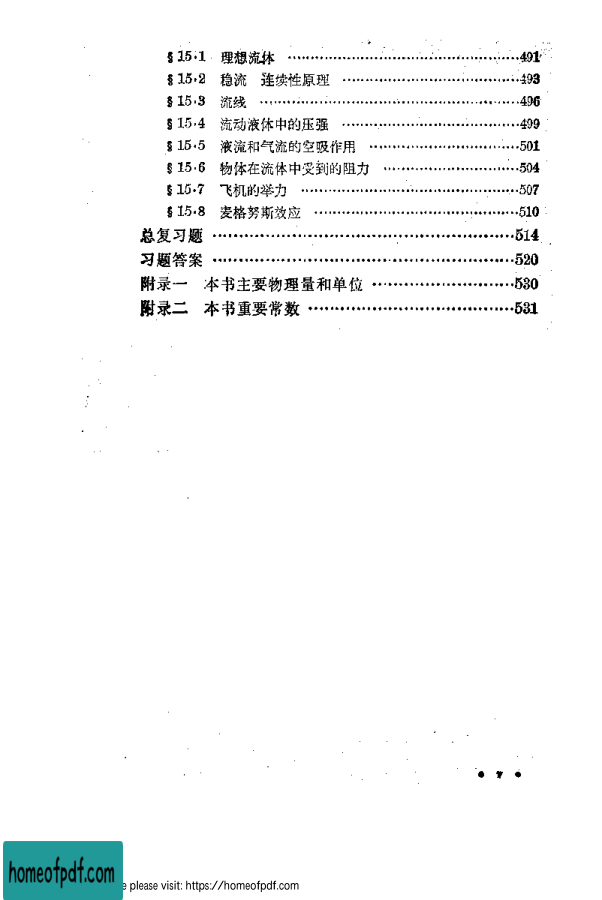 § 15·1 理想流体 ………………………………491
§ 15·2 稳流 连续性原理 ………………………493
§ 15·3 流线 ……………………………………496
§ 15·4 流动液体中的压强 ………………………499
§ 15·5 液流和气流的空吸作用 …………………501
§ 15·6 物体在流体中受到的阻力 ………………504
§ 15·7 飞机的举力 ……………………………507
§ 15·8 麦格努斯效应 …………………………510
总复习题 ………………………………………514
习题答案 ………………………………………520
附录一 本书主要物理量和单位 …………………530
附录二 本书重要常数 …………………………531
• 7 •
homeofpdf.com
e please visit: https://homeofpdf.com